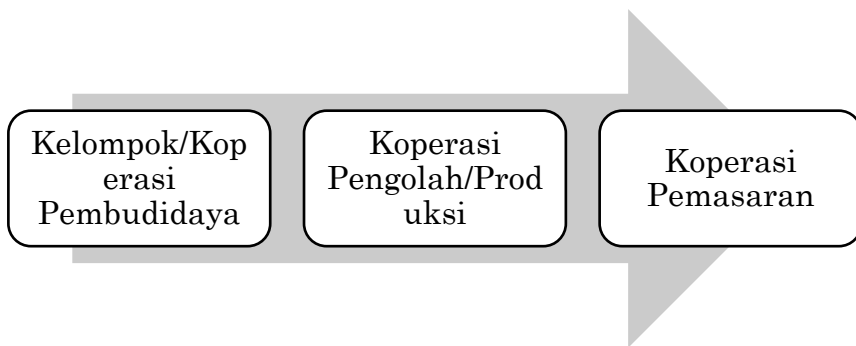 Kelompok/Kop
erasi
Pembudidaya
Koperasi
Pengolah/Prod
uksi
Koperasi
Pemasaran